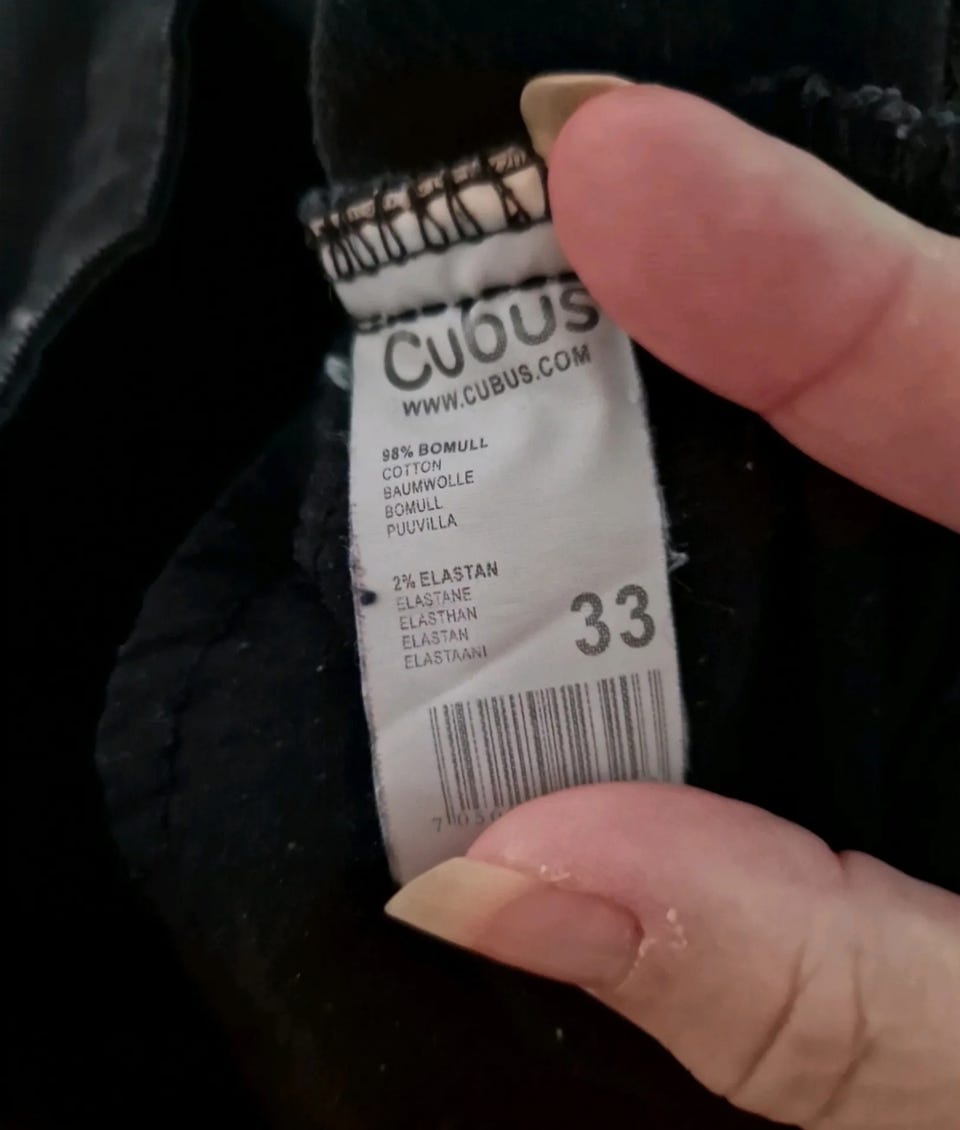 Cubus
WWW.CUBUS.COM
98% BOMULL
COTTON
BAUMWOLLE
BOMULL
PUUVILLA
2% ELASTAN
ELASTANE
ELASTHAN
ELASTAN
ELASTAANI
33